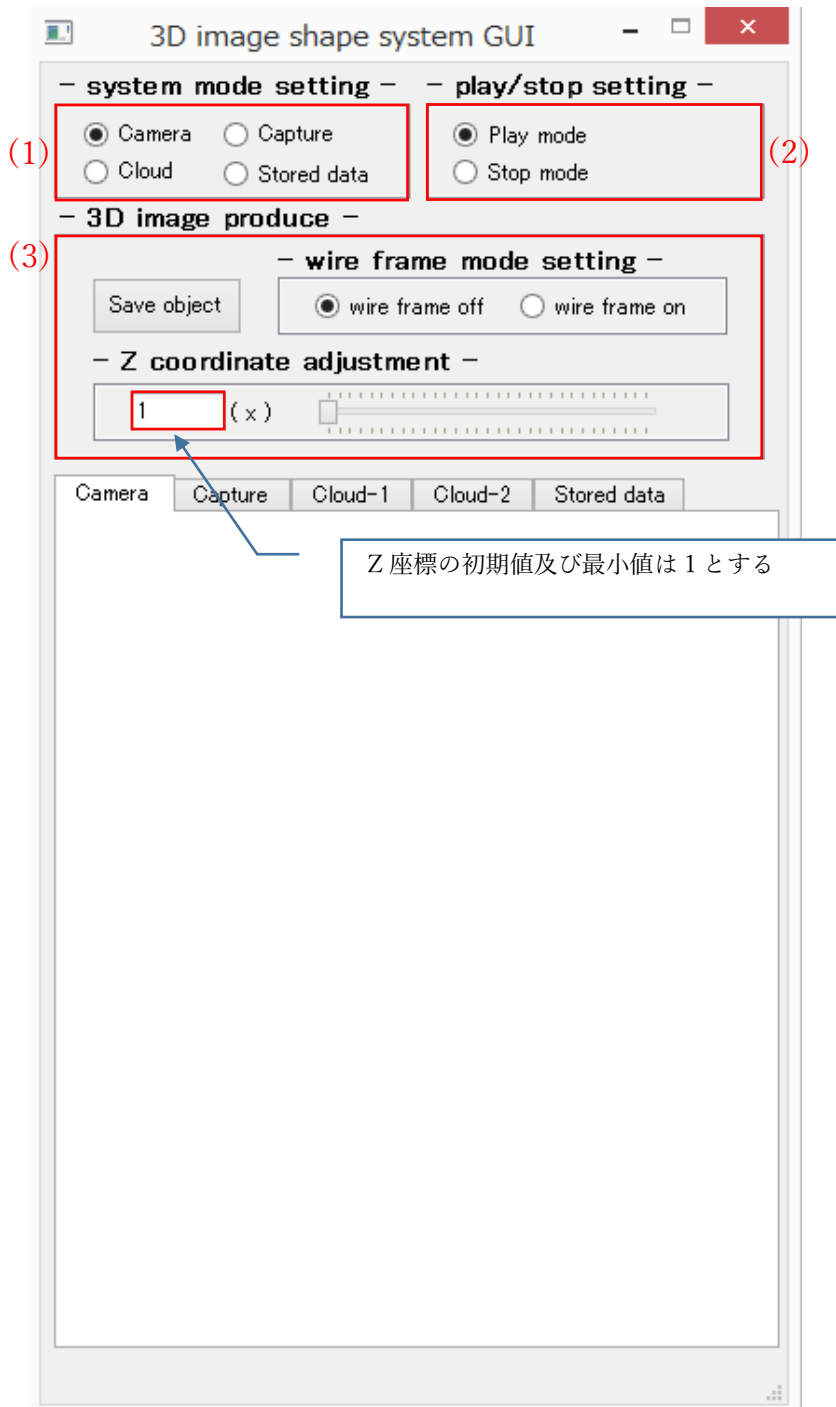 3D image shape system GUI
- system mode setting - - play/stop setting -
(1) Camera Capture Play mode (2)
Cloud Stored data Stop mode
- 3D image produce -
(3) - wire frame mode setting -
Save object wire frame off wire frame on
- Z coordinate adjustment -
1 (x)
Camera Capture Cloud-1 Cloud-2 Stored data
Z 座標の初期値及び最小値は 1 とする